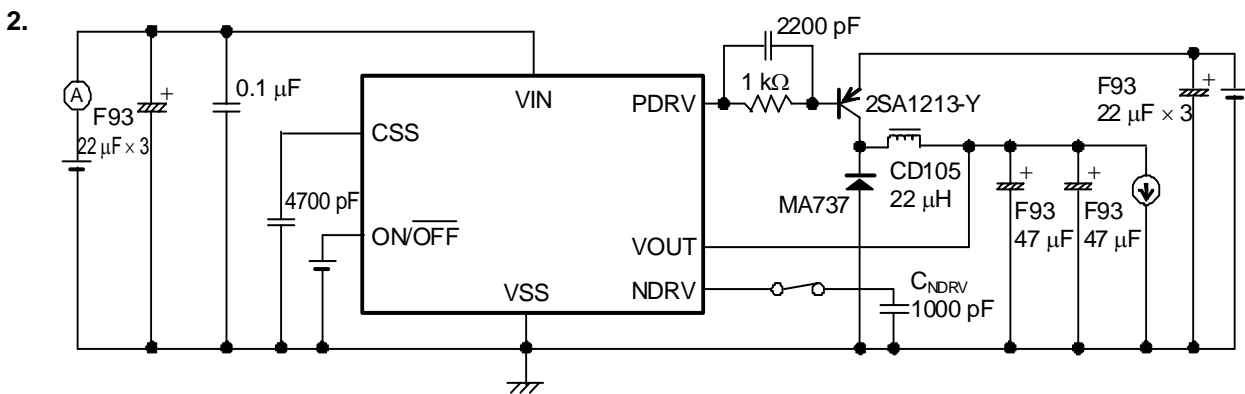 2.
2200 pF
1 kΩ
A
F93
22 μF × 3
+
0.1 μF
VIN
PDRV
2SA1213-Y
F93
22 μF × 3
+
CSS
4700 pF
CD105
22 μH
MA737
+
F93
47 μF
+
F93
47 μF
ON/OFF
VOUT
VSS
NDRV
CNDRV
1000 pF